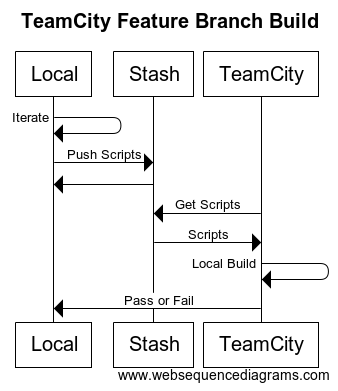 TeamCity Feature Branch Build
Local Stash TeamCity
Iterate
Push Scripts
Get Scripts
Scripts
Local Build
Pass or Fail
Local Stash TeamCity
www.websequencediagrams.com